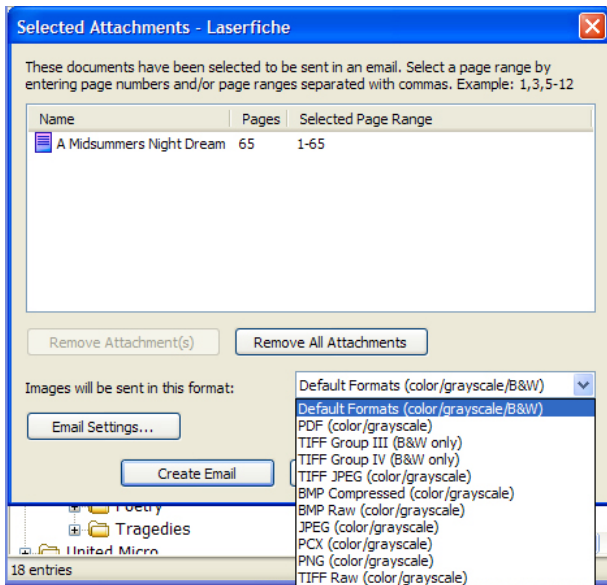 Selected Attachments - Laserfiche
These documents have been selected to be sent in an email. Select a page range by
entering page numbers and/or page ranges separated with commas. Example: 1,3,5-12
Name Pages Selected Page Range
A Midsummers Night Dream 65 1-65
Remove Attachment(s) Remove All Attachments
Images will be sent in this format: Default Formats (color/grayscale/B&W)
Default Formats (color/grayscale/B&W)
PDF (color/grayscale)
Email Settings...
TIFF Group III (B&W only)
TIFF Group IV (B&W only)
TIFF JPEG (color/grayscale)
Create Email
BMP Compressed (color/grayscale)
BMP Raw (color/grayscale)
JPEG (color/grayscale)
PCX (color/grayscale)
PNG (color/grayscale)
TIFF Raw (color/grayscale)
Poetry
Tragedies
United Micro
18 entries